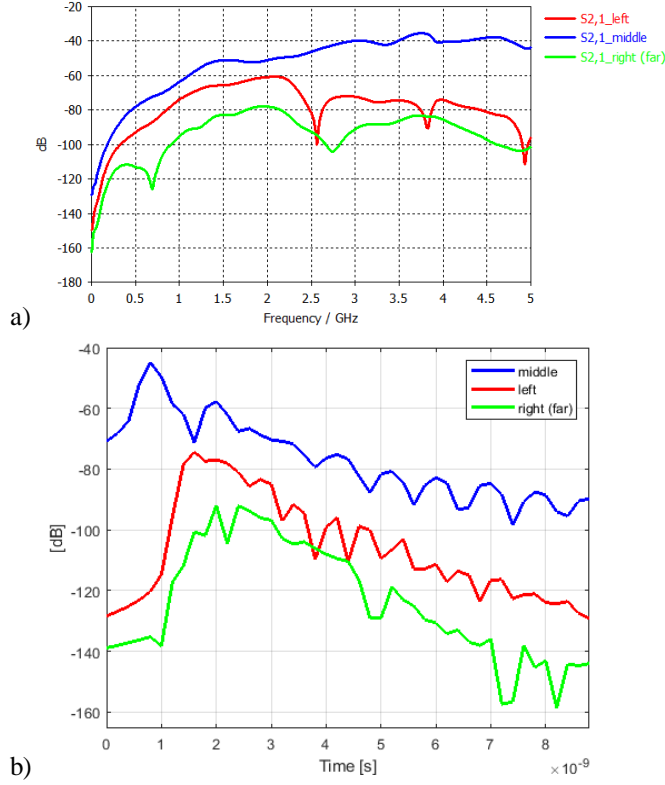 -20
-40
-60
-80
-100
-120
-140
-160
-180
dB
0 0.5 1 1.5 2 2.5 3 3.5 4 4.5 5
Frequency / GHz
S2,1_left
S2,1_middle
S2,1_right (far)
a)
-40
-60
-80
-100
-120
-140
-160
[dB]
middle
left
right (far)
0 1 2 3 4 5 6 7 8
Time [s]
×10^-9
b)